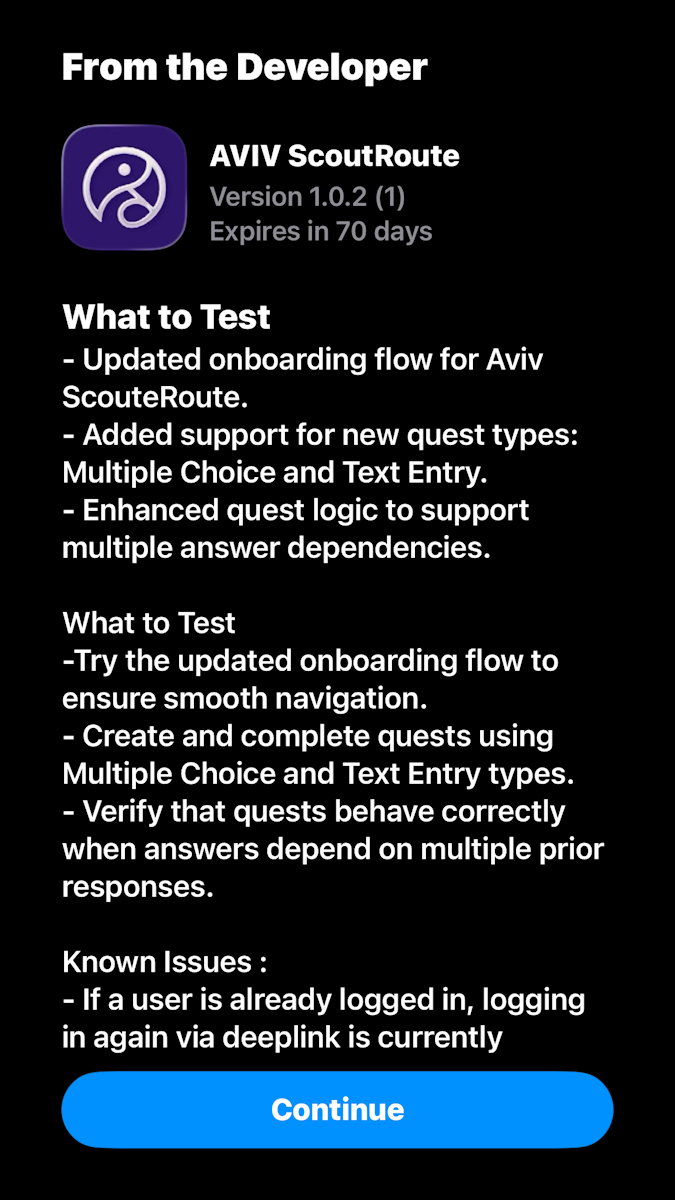 From the Developer
AVIV ScoutRoute
Version 1.0.2 (1)
Expires in 70 days
What to Test
- Updated onboarding flow for Aviv
ScouteRoute.
- Added support for new quest types:
Multiple Choice and Text Entry.
- Enhanced quest logic to support
multiple answer dependencies.
What to Test
-Try the updated onboarding flow to
ensure smooth navigation.
- Create and complete quests using
Multiple Choice and Text Entry types.
- Verify that quests behave correctly
when answers depend on multiple prior
responses.
Known Issues :
- If a user is already logged in, logging
in again via deeplink is currently
Continue